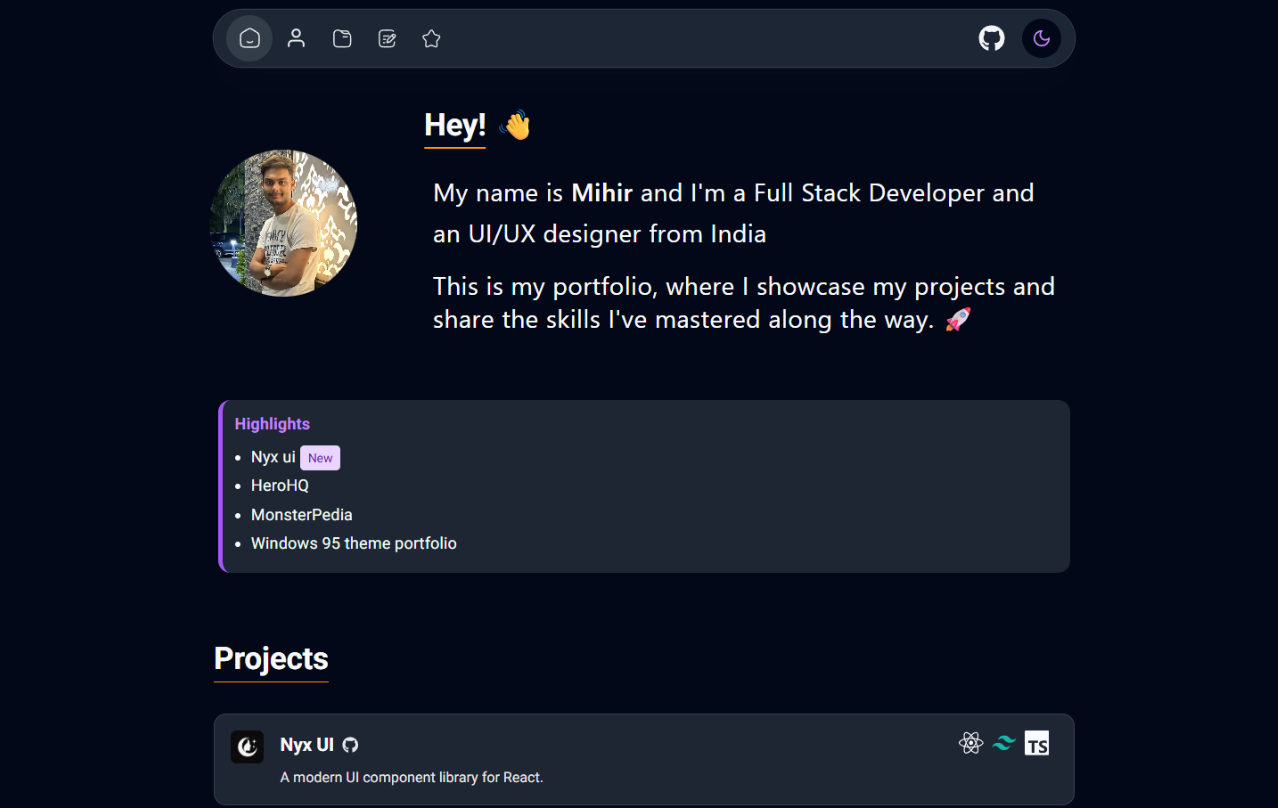 Hey! 👋
My name is Mihir and I'm a Full Stack Developer and
an UI/UX designer from India
This is my portfolio, where I showcase my projects and
share the skills I've mastered along the way. 🚀
Highlights
• Nyx ui New
• HeroHQ
• MonsterPedia
• Windows 95 theme portfolio
Projects
Nyx UI
TS
A modern UI component library for React.